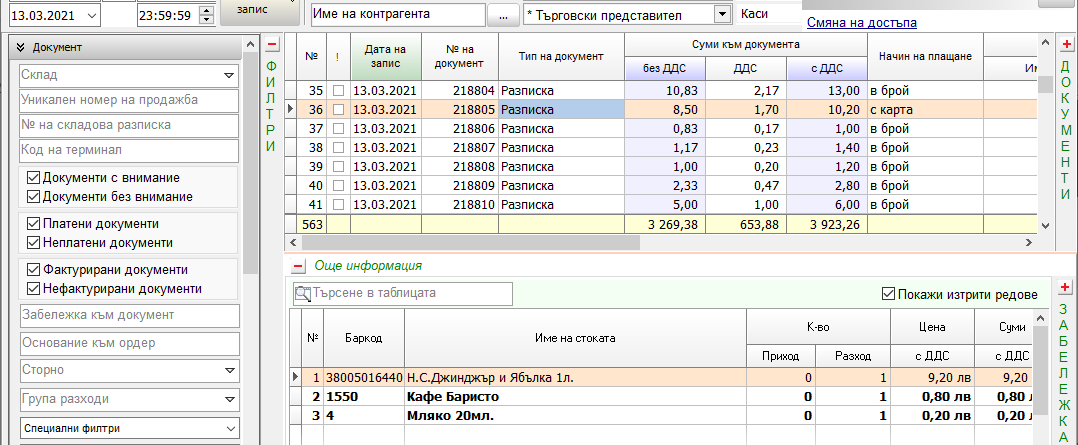 13.03.2021 23:59:59 запис Име на контрагента ... * Търговски представител Каси
Смяна на достъпа
Документ
Склад
Уникален номер на продажба
№ на складова разписка
Код на терминал
Документи с внимание
Документи без внимание
Платени документи
Неплатени документи
Фактурирани документи
Нефактурирани документи
Забележка към документ
Основание към ордер
Сторно
Група разходи
Специални филтри
ФИЛТРИ
№ ! Дата на запис № на документ Тип на документ Суми към документа Начин на плащане
без ДДС ДДС с ДДС Им
35 13.03.2021 218804 Разписка 10,83 2,17 13,00 в брой
36 13.03.2021 218805 Разписка 8,50 1,70 10,20 с карта
37 13.03.2021 218806 Разписка 0,83 0,17 1,00 в брой
38 13.03.2021 218807 Разписка 1,17 0,23 1,40 в брой
39 13.03.2021 218808 Разписка 1,00 0,20 1,20 в брой
40 13.03.2021 218809 Разписка 2,33 0,47 2,80 в брой
41 13.03.2021 218810 Разписка 5,00 1,00 6,00 в брой
563 3 269,38 653,88 3 923,26
ДОКУМЕНТИ
Още информация
Търсене в таблицата Покажи изтрити редове
№ Баркод Име на стоката К-во Цена Суми
Приход Разход с ДДС с ДДС
1 38005016440 Н.С.Джинджър и Ябълка 1л. 0 1 9,20 лв 9,20
2 1550 Кафе Баристо 0 1 0,80 лв 0,80
3 4 Мляко 20мл. 0 1 0,20 лв 0,20
ЗАБЕЛЕЖКА